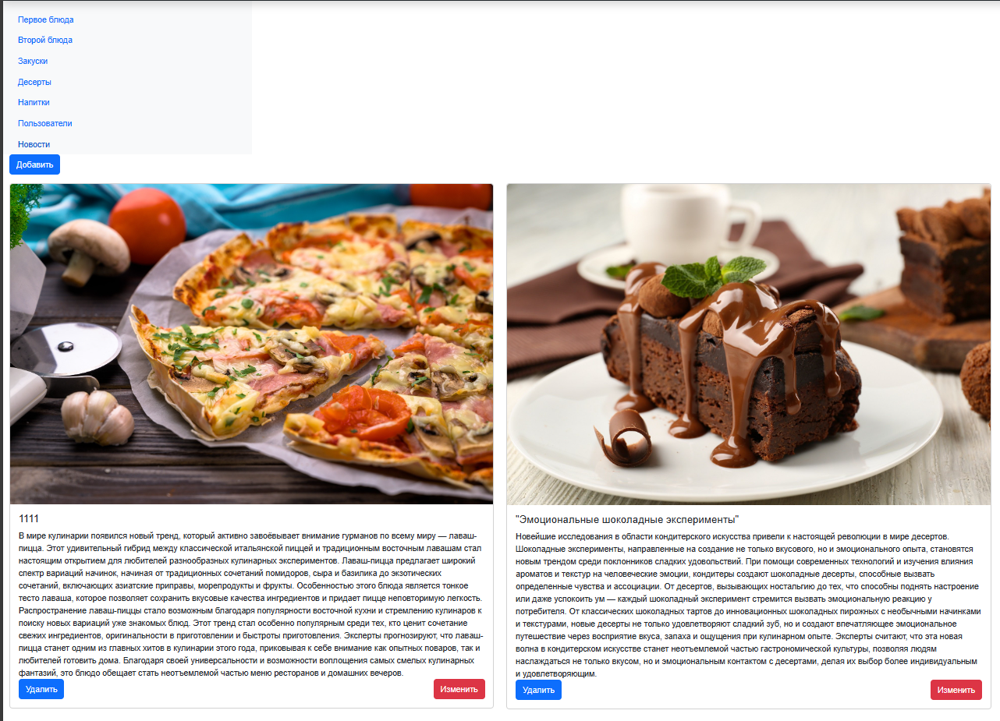 Первое блюда
Второй блюда
Закуски
Десерты
Напитки
Пользователи
Новости
Добавить
1111
В мире кулинарии появился новый тренд, который активно завоёвывает внимание гурманов по всему миру — лаваш-
пицца. Этот удивительный гибрид между классической итальянской пиццей и традиционным восточным лавашам стал
настоящим открытием для любителей разнообразных кулинарных экспериментов. Лаваш-пицца предлагает широкий
спектр вариаций начинок, начиная от традиционных сочетаний помидоров, сыра и базилика до экзотических
сочетаний, включающих азиатские приправы, морепродукты и фрукты. Особенностью этого блюда является тонкое
тесто лаваша, которое позволяет сохранить вкусовые качества ингредиентов и придает пицце неповторимую легкость.
Распространение лаваш-пиццы стало возможным благодаря популярности восточной кухни и стремлению кулинаров к
поиску новых вариаций уже знакомых блюд. Этот тренд стал особенно популярным среди тех, кто ценит сочетание
свежих ингредиентов, оригинальности в приготовлении и быстроты приготовления. Эксперты прогнозируют, что лаваш-
пицца станет одним из главных хитов в кулинарии этого года, приковывая к себе внимание как опытных поваров, так и
любителей готовить дома. Благодаря своей универсальности и возможности воплощения самых смелых кулинарных
фантазий, это блюдо обещает стать неотъемлемой частью меню ресторанов и домашних вечеров.
Удалить
Изменить
"Эмоциональные шоколадные эксперименты"
Новейшие исследования в области кондитерского искусства привели к настоящей революции в мире десертов.
Шоколадные эксперименты, направленные на создание не только вкусового, но и эмоционального опыта, становятся
новым трендом среди поклонников сладких удовольствий. При помощи современных технологий и изучения влияния
ароматов и текстур на человеческие эмоции, кондитеры создают шоколадные десерты, способные вызвать
определенные чувства и ассоциации. От десертов, вызывающих ностальгию до тех, что способны поднять настроение
или даже успокоить ум — каждый шоколадный эксперимент стремится вызвать эмоциональную реакцию у
потребителя. От классических шоколадных тартов до инновационных шоколадных пирожных с необычными начинками
и текстурами, новые десерты не только удовлетворяют сладкий зуб, но и создают впечатляющее эмоциональное
путешествие через восприятие вкуса, запаха и ощущения при кулинарном опыте. Эксперты считают, что эта новая
волна в кондитерском искусстве станет неотъемлемой частью гастрономической культуры, позволяя людям
наслаждаться не только вкусом, но и эмоциональным контактом с десертами, делая их выбор более индивидуальным
и удовлетворяющим.
Удалить
Изменить